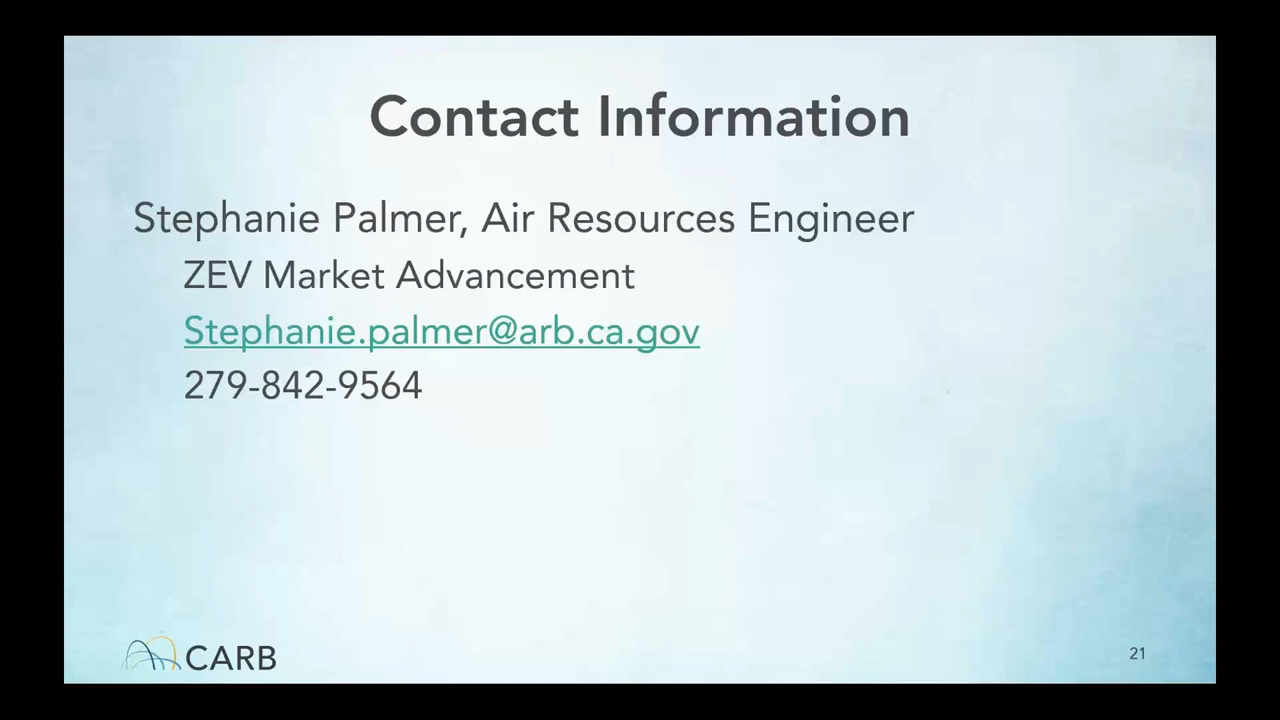 Contact Information
Stephanie Palmer, Air Resources Engineer
ZEV Market Advancement
Stephanie.palmer@arb.ca.gov
279-842-9564
CARB
21